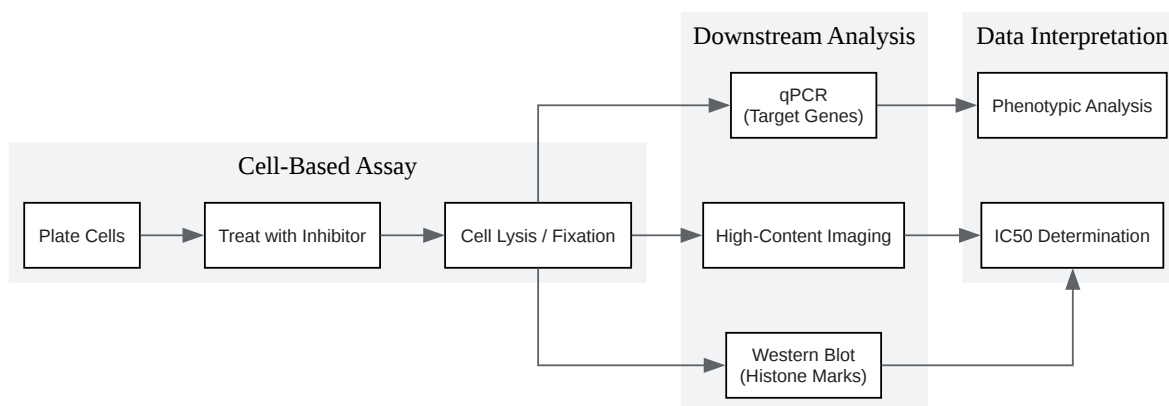 Downstream Analysis
Data Interpretation
qPCR
(Target Genes)
Phenotypic Analysis
Cell-Based Assay
Plate Cells
Treat with Inhibitor
Cell Lysis / Fixation
High-Content Imaging
IC50 Determination
Western Blot
(Histone Marks)